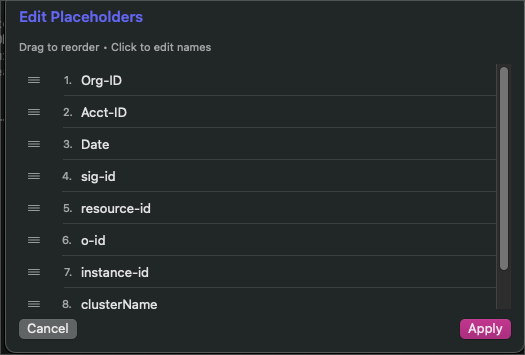 Edit Placeholders
Drag to reorder • Click to edit names
1. Org-ID
2. Acct-ID
3. Date
4. sig-id
5. resource-id
6. o-id
7. instance-id
8. clusterName
Cancel
Apply